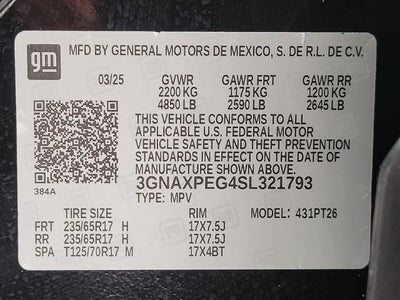 gm
MFD BY GENERAL MOTORS DE MEXICO, S. DE R.L. DE C.V.
03/25 GVWR GAWR FRT GAWR RR
2200 KG 1175 KG 1200 KG
4850 LB 2590 LB 2645 LB
THIS VEHICLE CONFORMS TO ALL
APPLICABLE U.S. FEDERAL MOTOR
VEHICLE SAFETY AND THEFT PREVENTION
STANDARDS IN EFFECT ON THE DATE OF
MANUFACTURE SHOWN ABOVE.
384A
3GNAXPEG4SL321793
TYPE: MPV
TIRE SIZE RIM MODEL: 431PT26
FRT 235/65R17 H 17X7.5J
RR 235/65R17 H 17X7.5J
SPA T125/70R17 M 17X4BT